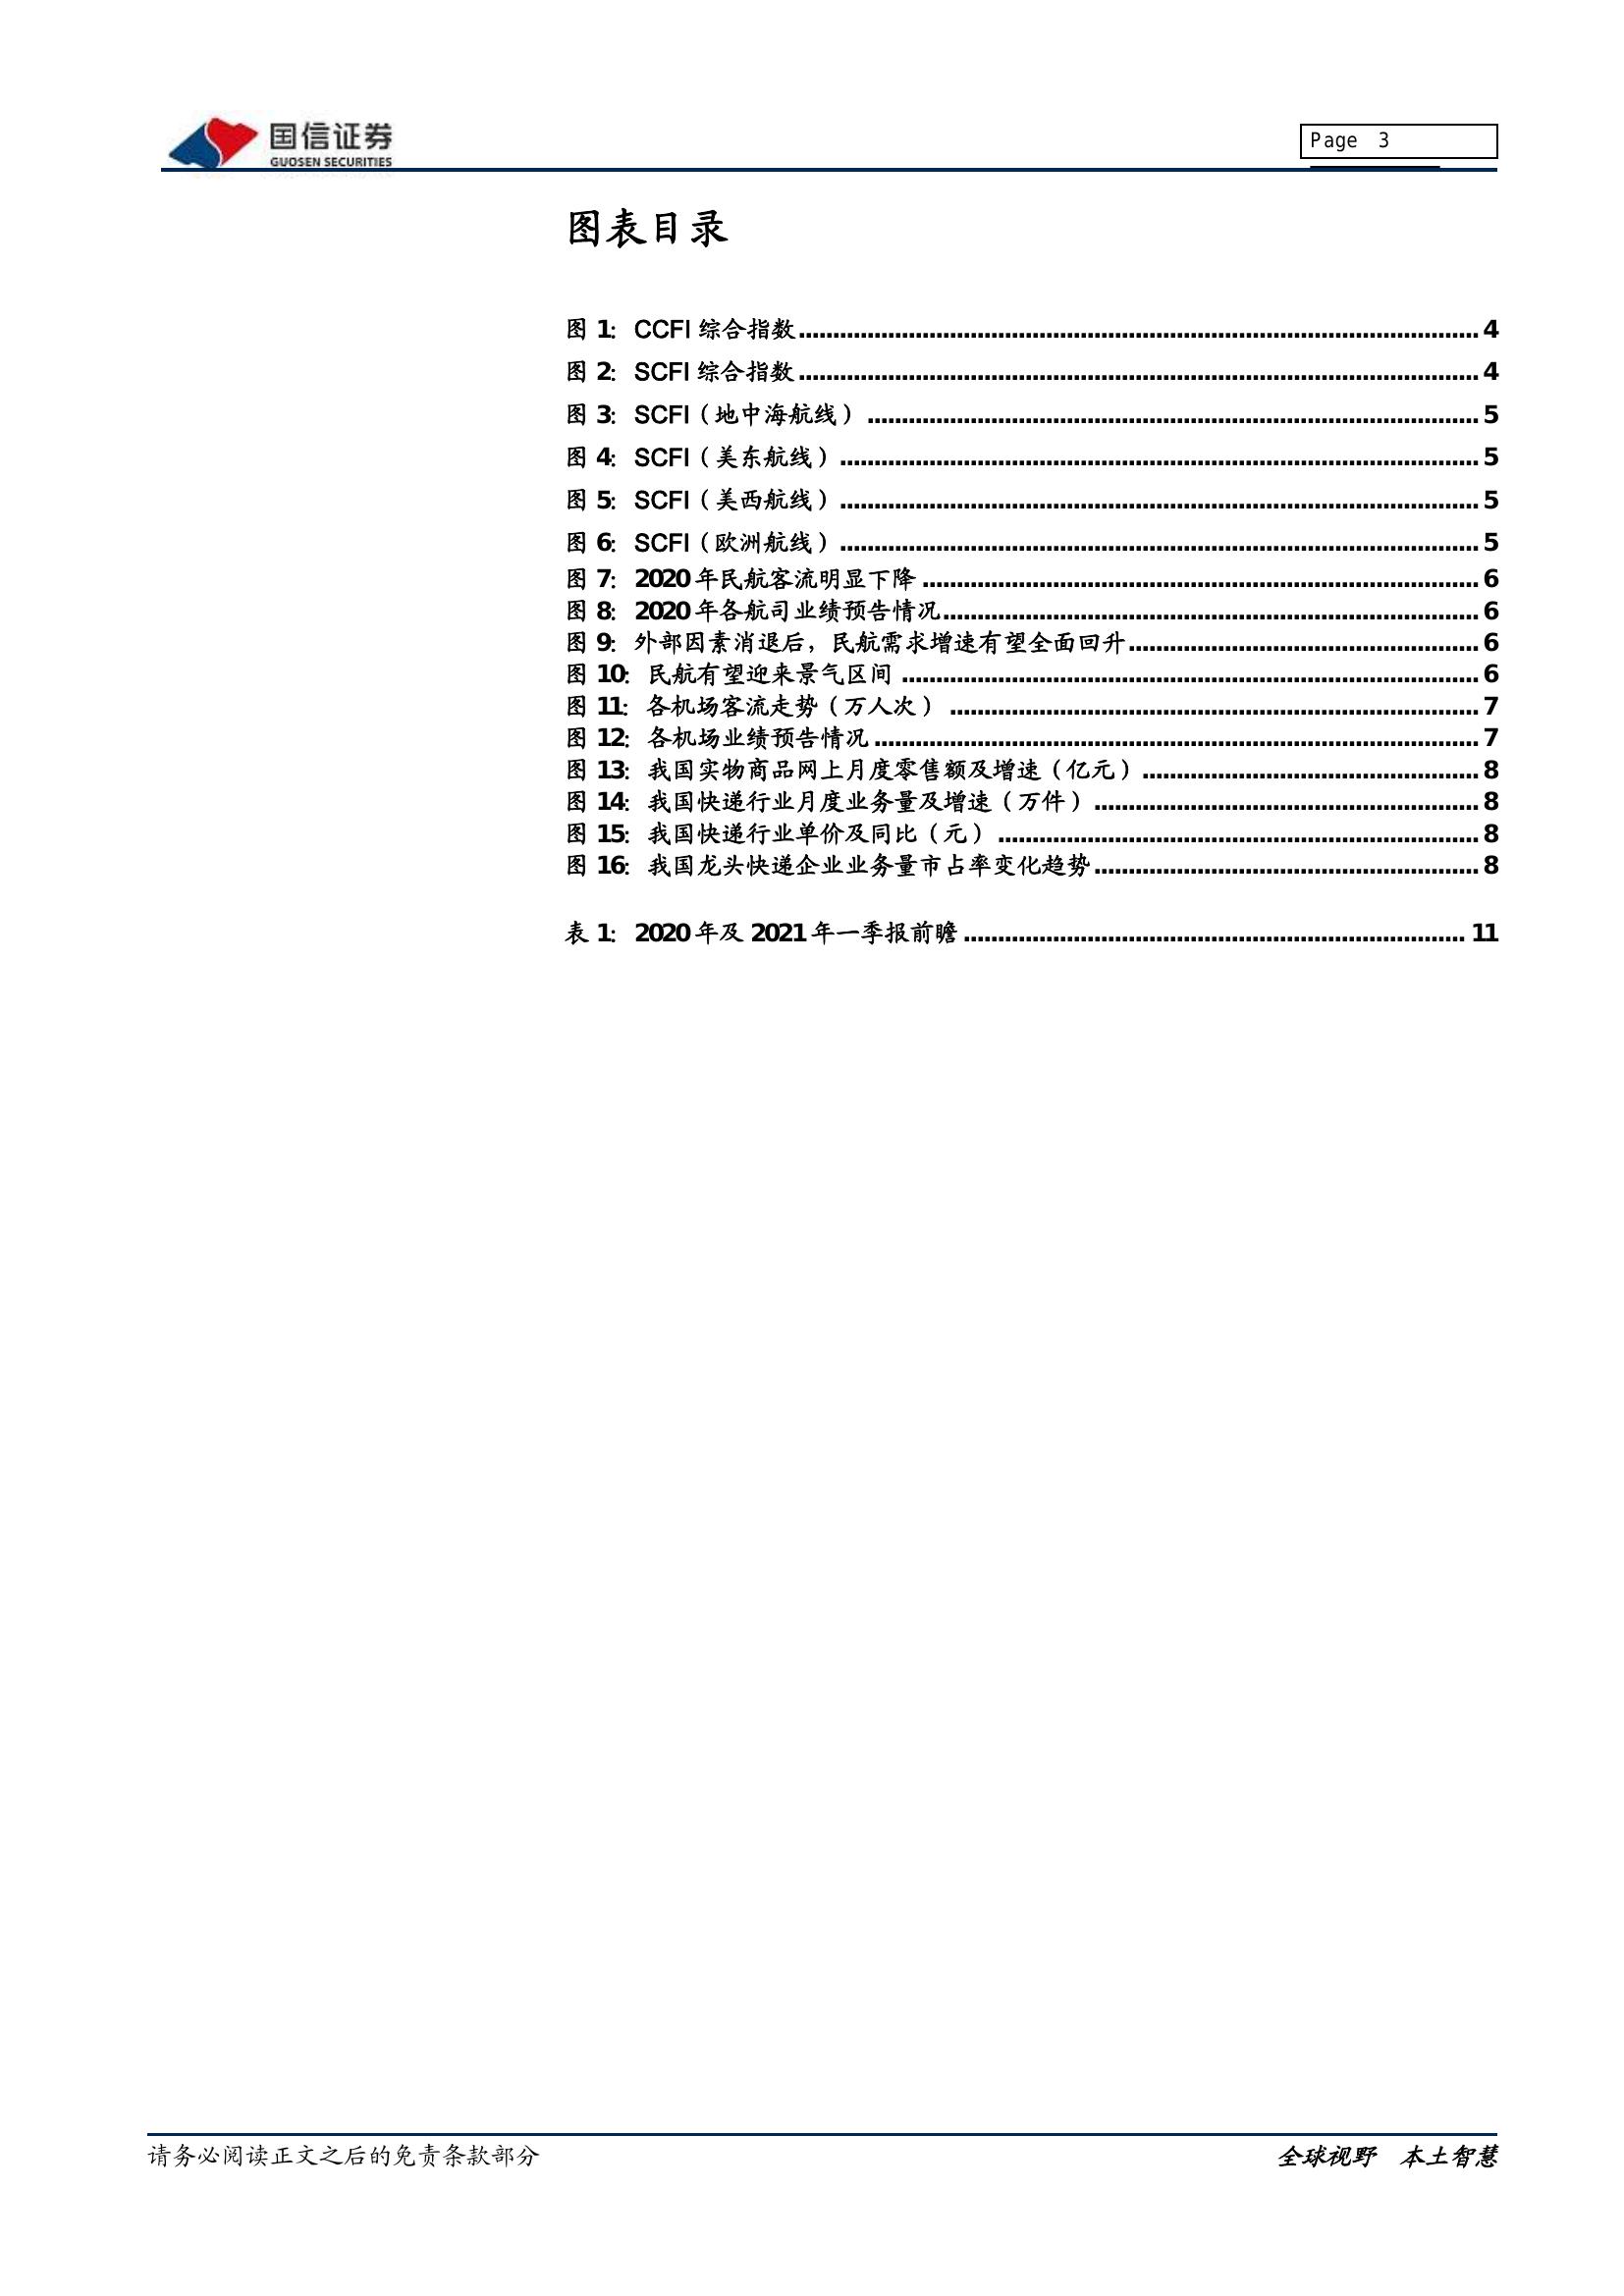 国信证券
GUOSEN SECURITIES
Page 3
图表目录
图 1: CCFI 综合指数........................................ 4
图 2: SCFI 综合指数........................................ 4
图 3: SCFI（地中海航线）........................................ 5
图 4: SCFI（美东航线）........................................ 5
图 5: SCFI（美西航线）........................................ 5
图 6: SCFI（欧洲航线）........................................ 5
图 7: 2020 年民航客流明显下降........................................ 6
图 8: 2020 年各航司业绩预告情况........................................ 6
图 9: 外部因素消退后，民航需求增速有望全面回升........................................ 6
图 10: 民航有望迎来景气区间........................................ 6
图 11: 各机场客流走势（万人次）........................................ 7
图 12: 各机场业绩预告情况........................................ 7
图 13: 我国实物商品网上月度零售额及增速（亿元）........................................ 8
图 14: 我国快递行业月度业务量及增速（万件）........................................ 8
图 15: 我国快递行业单价及同比（元）........................................ 8
图 16: 我国龙头快递企业业务量市占率变化趋势........................................ 8
表 1: 2020 年及 2021 年一季报前瞻........................................ 11
请务必阅读正文之后的免责条款部分
全球视野 本土智慧